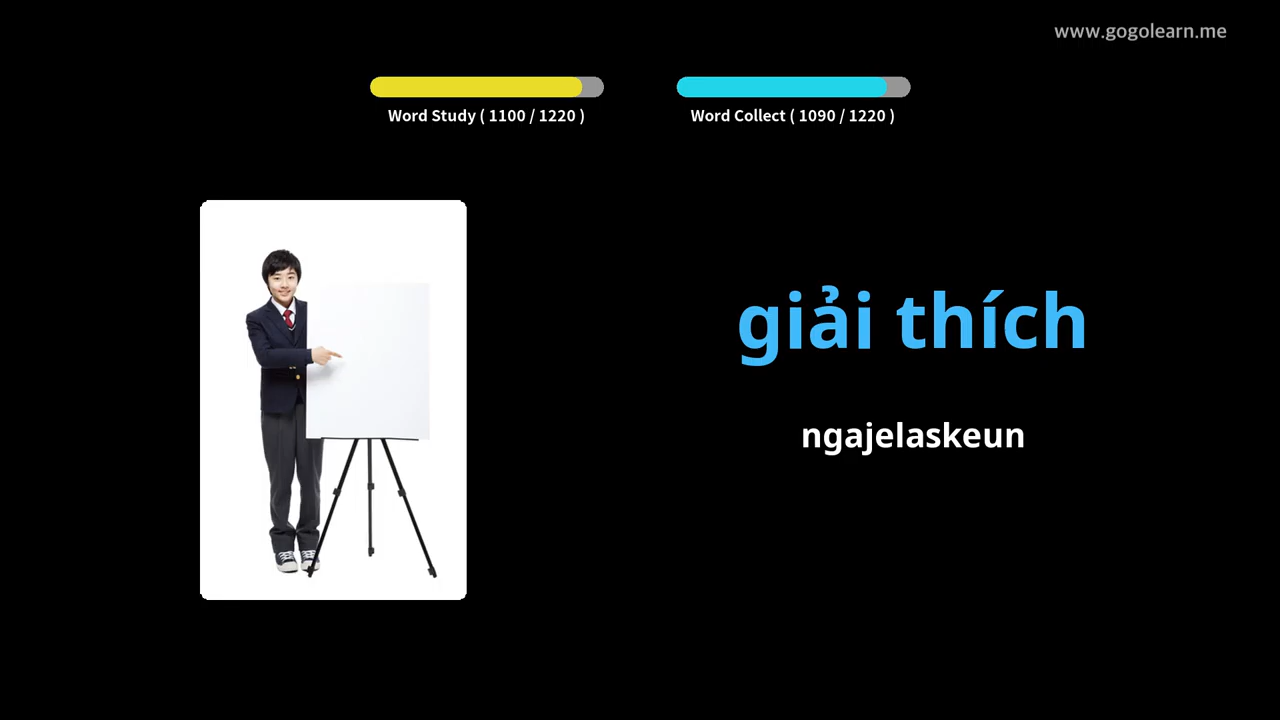 www.gogolearn.me
Word Study ( 1100 / 1220 )
Word Collect ( 1090 / 1220 )
giải thích
ngajelaskeun